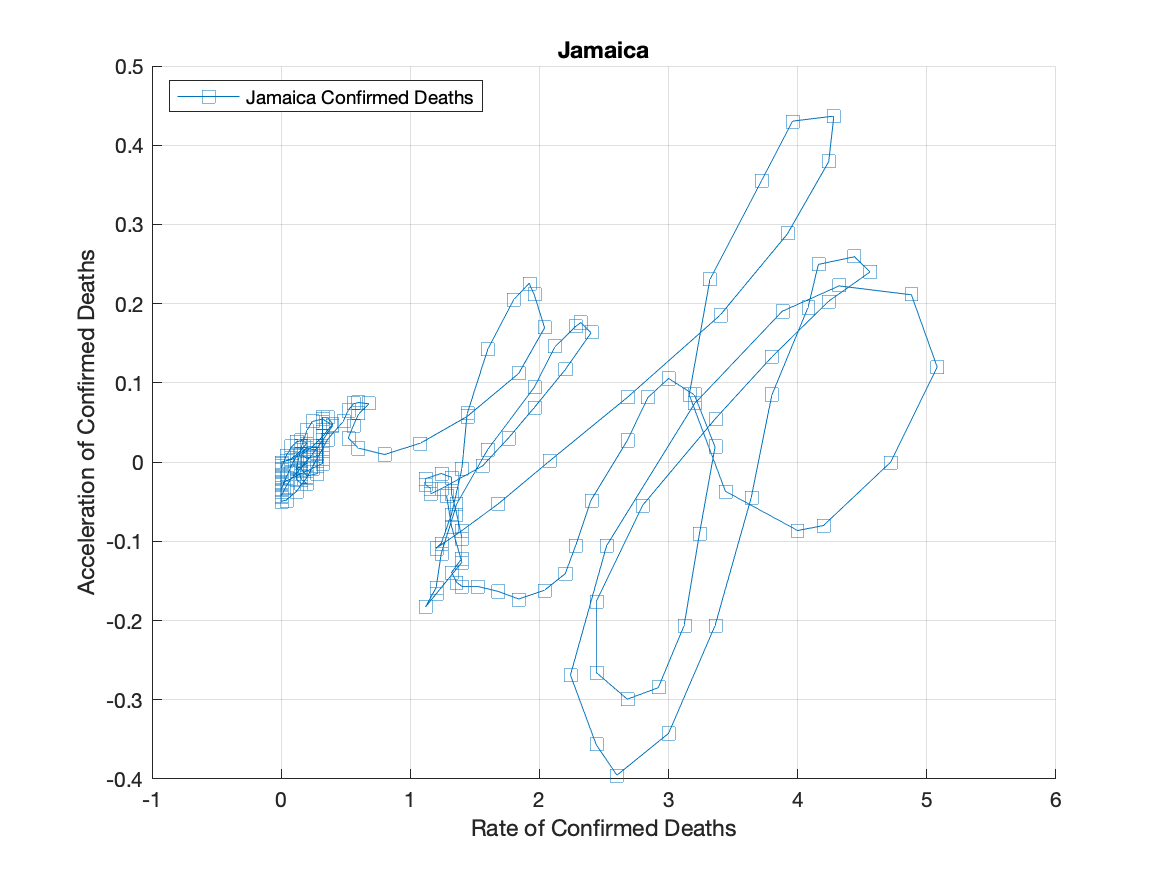 Jamaica
Jamaica Confirmed Deaths
0.5
0.4
0.3
0.2
0.1
0
-0.1
-0.2
-0.3
-0.4
Acceleration of Confirmed Deaths
-1 0 1 2 3 4 5 6
Rate of Confirmed Deaths